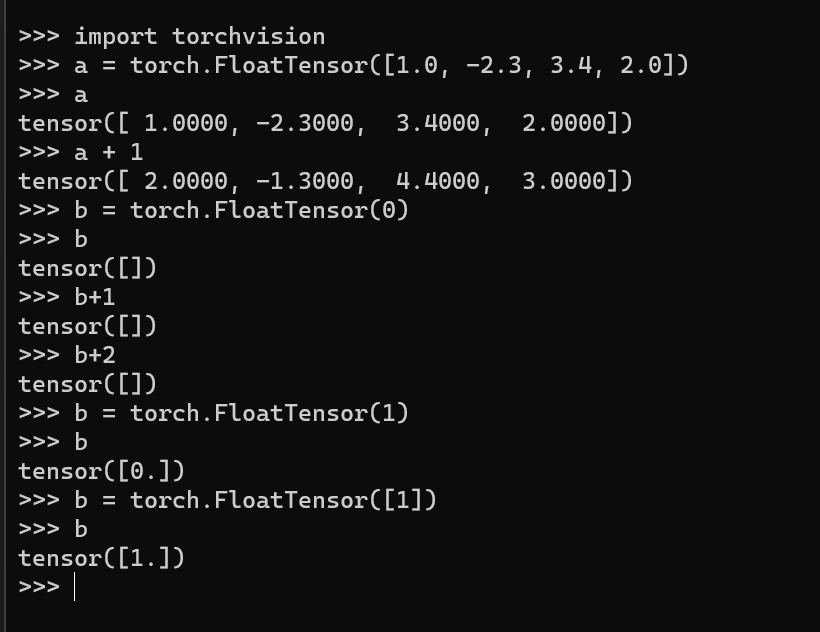 >>> import torchvision
>>> a = torch.FloatTensor([1.0, -2.3, 3.4, 2.0])
>>> a
tensor([ 1.0000, -2.3000,  3.4000,  2.0000])
>>> a + 1
tensor([ 2.0000, -1.3000,  4.4000,  3.0000])
>>> b = torch.FloatTensor(0)
>>> b
tensor([])
>>> b+1
tensor([])
>>> b+2
tensor([])
>>> b = torch.FloatTensor(1)
>>> b
tensor([0.])
>>> b = torch.FloatTensor([1])
>>> b
tensor([1.])
>>>